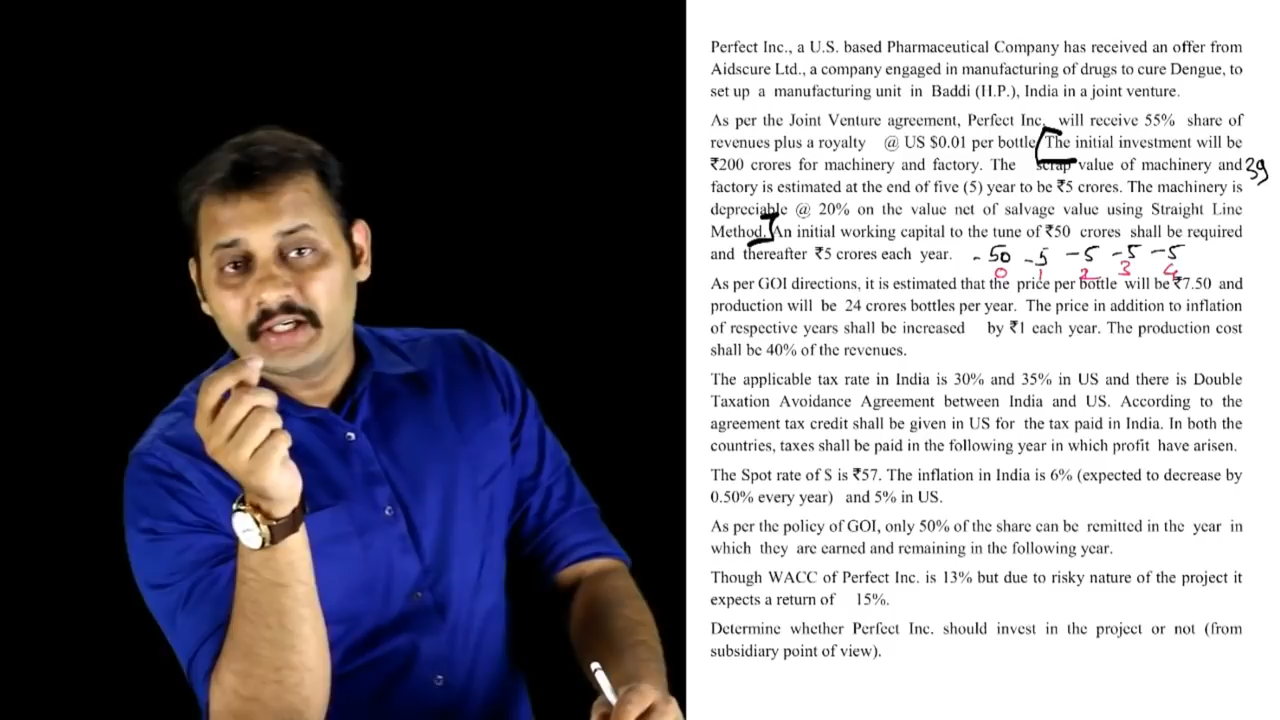 Perfect Inc., a U.S. based Pharmaceutical Company has received an offer from
Aidscure Ltd., a company engaged in manufacturing of drugs to cure Dengue, to
set up a manufacturing unit in Baddi (H.P.), India in a joint venture.
As per the Joint Venture agreement, Perfect Inc. will receive 55% share of
revenues plus a royalty @ US $0.01 per bottle. The initial investment will be
₹200 crores for machinery and factory. The scrap value of machinery and 39
factory is estimated at the end of five (5) year to be ₹5 crores. The machinery is
depreciable @ 20% on the value net of salvage value using Straight Line
Method. An initial working capital to the tune of ₹50 crores shall be required
and thereafter ₹5 crores each year. - 50 - 5 - 5 - 5 - 5
0 1 2 3 4
As per GOI directions, it is estimated that the price per bottle will be ₹7.50 and
production will be 24 crores bottles per year. The price in addition to inflation
of respective years shall be increased by ₹1 each year. The production cost
shall be 40% of the revenues.
The applicable tax rate in India is 30% and 35% in US and there is Double
Taxation Avoidance Agreement between India and US. According to the
agreement tax credit shall be given in US for the tax paid in India. In both the
countries, taxes shall be paid in the following year in which profit have arisen.
The Spot rate of $ is ₹57. The inflation in India is 6% (expected to decrease by
0.50% every year) and 5% in US.
As per the policy of GOI, only 50% of the share can be remitted in the year in
which they are earned and remaining in the following year.
Though WACC of Perfect Inc. is 13% but due to risky nature of the project it
expects a return of 15%.
Determine whether Perfect Inc. should invest in the project or not (from
subsidiary point of view).